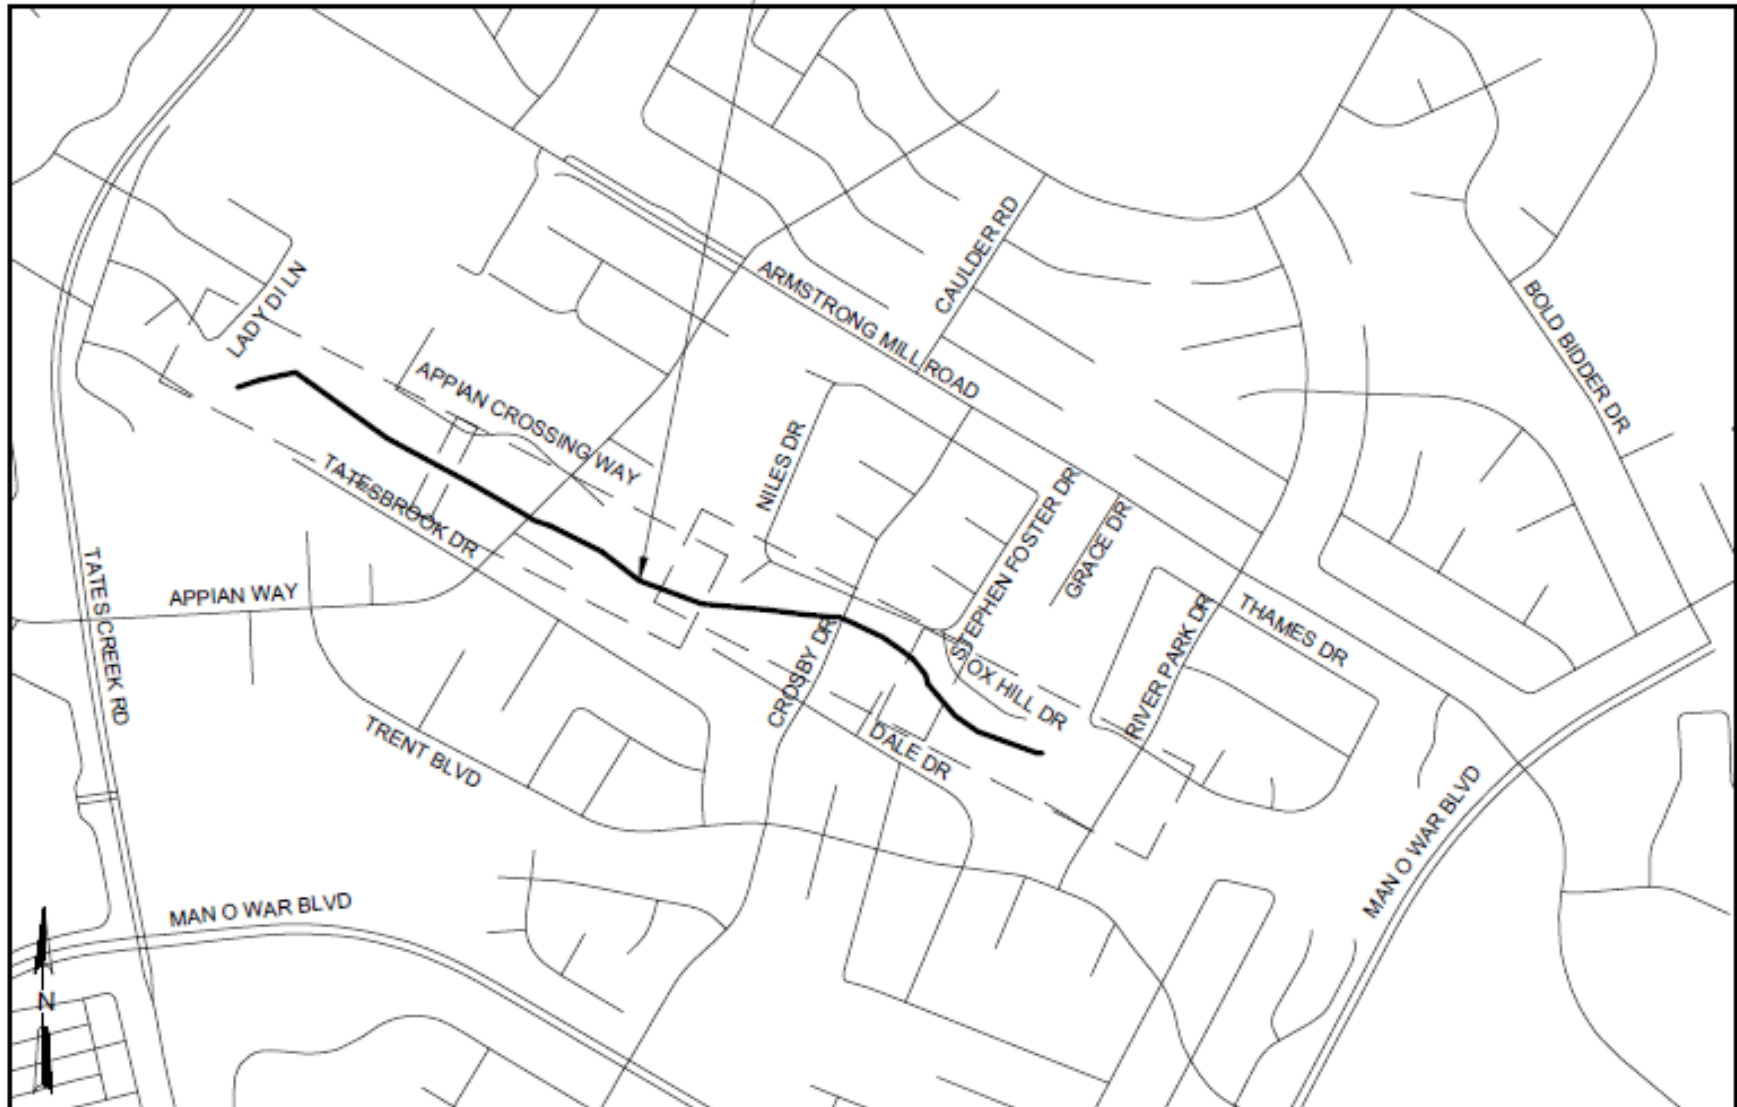 CAULDER RD
LADY DI LN
ARMSTRONG MILL ROAD
BOLD BIDDER DR
APPIAN CROSSING WAY
NILES DR
TATESBROOK DR
STEPHEN FOSTER DR
GRACE DR
TATES CREEK RD
APPIAN WAY
THAMES DR
RIVER PARK DR
CROSBY DR
FOX HILL DR
TRENT BLVD
DALE DR
MAN O WAR BLVD
MAN O WAR BLVD
N